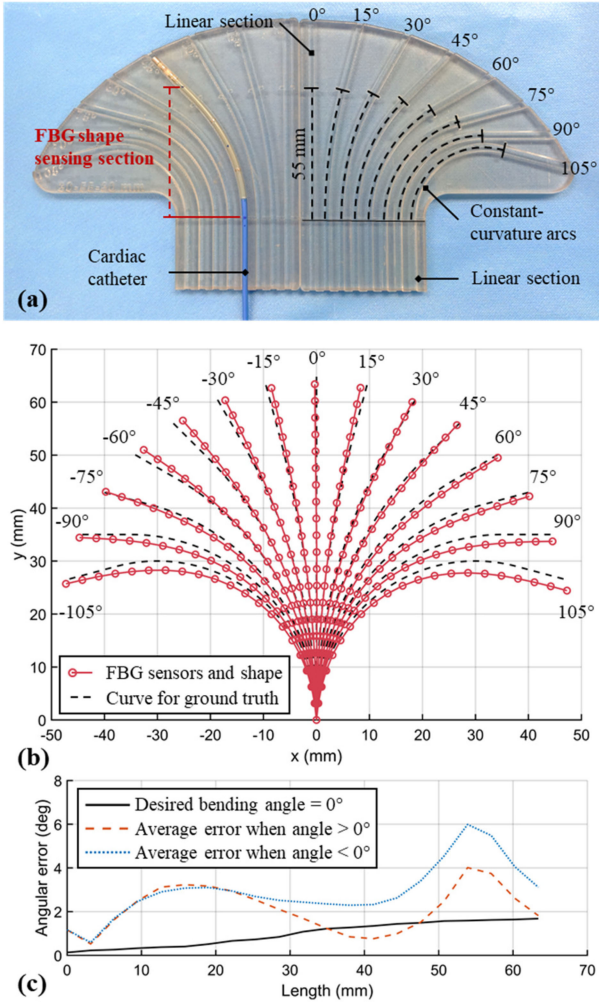 Linear section
0°
15°
30°
45°
60°
75°
90°
105°
FBG shape
sensing section
55 mm
Cardiac
catheter
Constant-
curvature arcs
Linear section
(a)
70
60
50
40
30
20
10
0
y (mm)
-105°
-90°
-75°
-60°
-45°
-30°
-15°
0°
15°
30°
45°
60°
75°
90°
105°
FBG sensors and shape
Curve for ground truth
-50 -40 -30 -20 -10 0 10 20 30 40 50
x (mm)
(b)
8
6
4
2
0
Angular error (deg)
Desired bending angle = 0°
Average error when angle > 0°
Average error when angle < 0°
0 10 20 30 40 50 60 70
Length (mm)
(c)